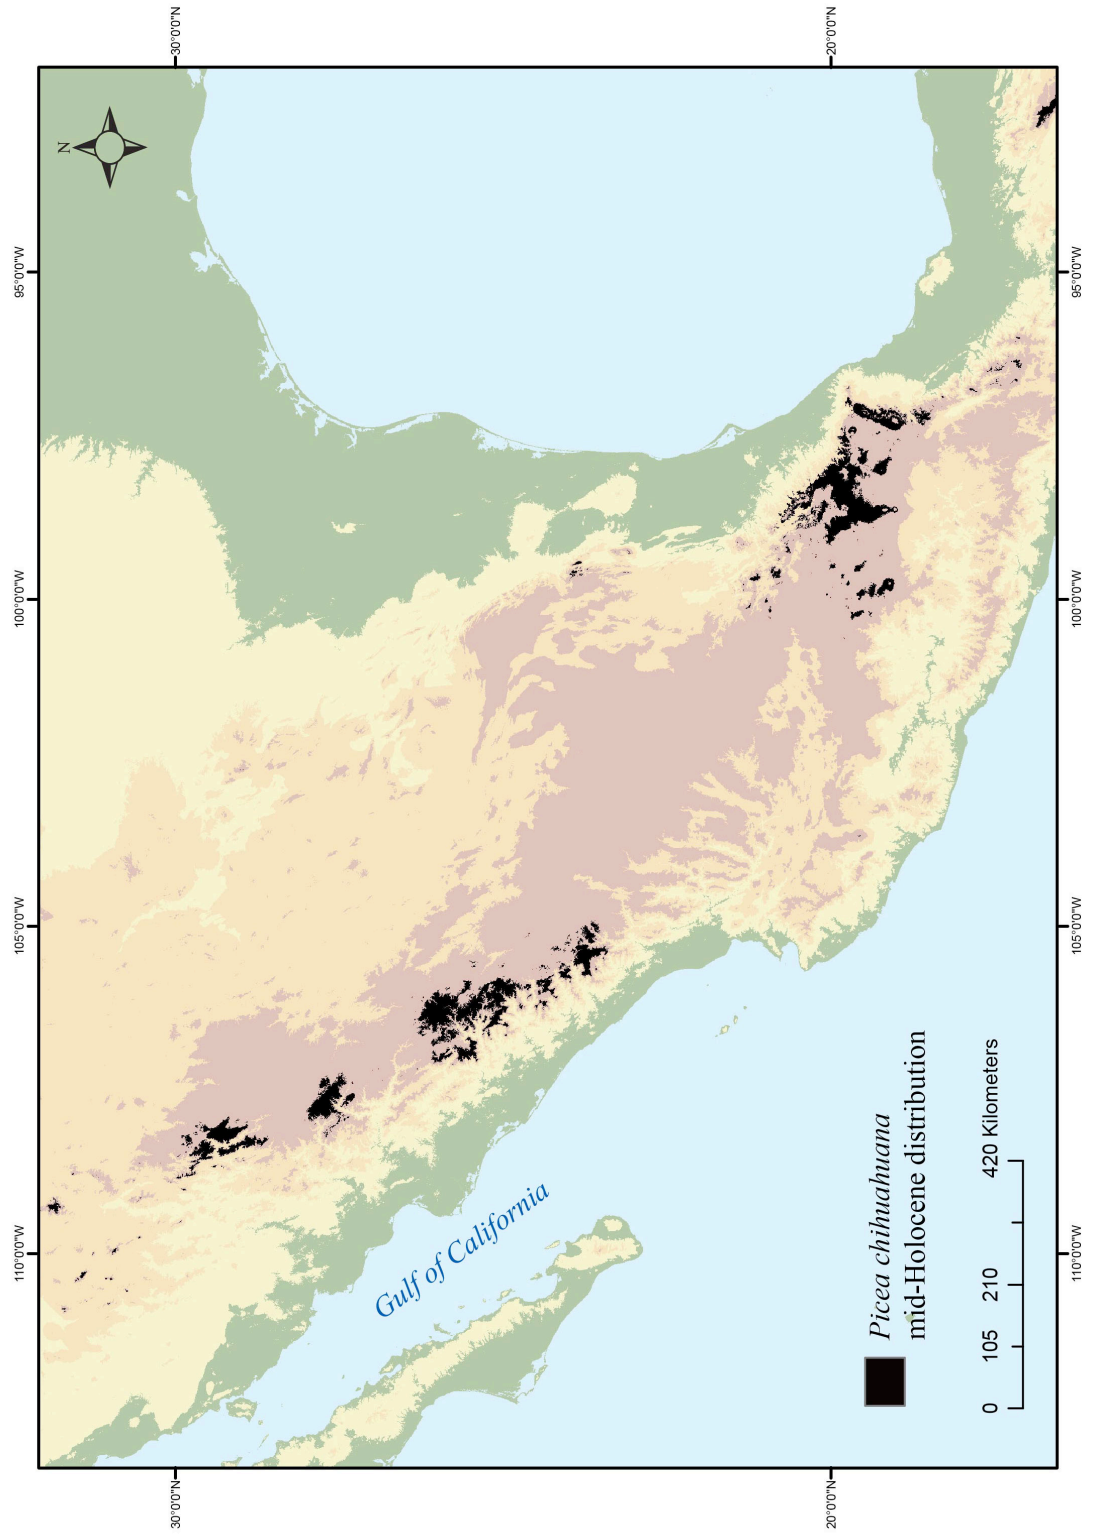 110°0'0"W
105°0'0"W
100°0'0"W
95°0'0"W
N
30°0'0"N
30°0'0"N
Gulf of California
20°0'0"N
20°0'0"N
Picea chihuahuana
mid-Holocene distribution
0 105 210 420 Kilometers
110°0'0"W
105°0'0"W
100°0'0"W
95°0'0"W